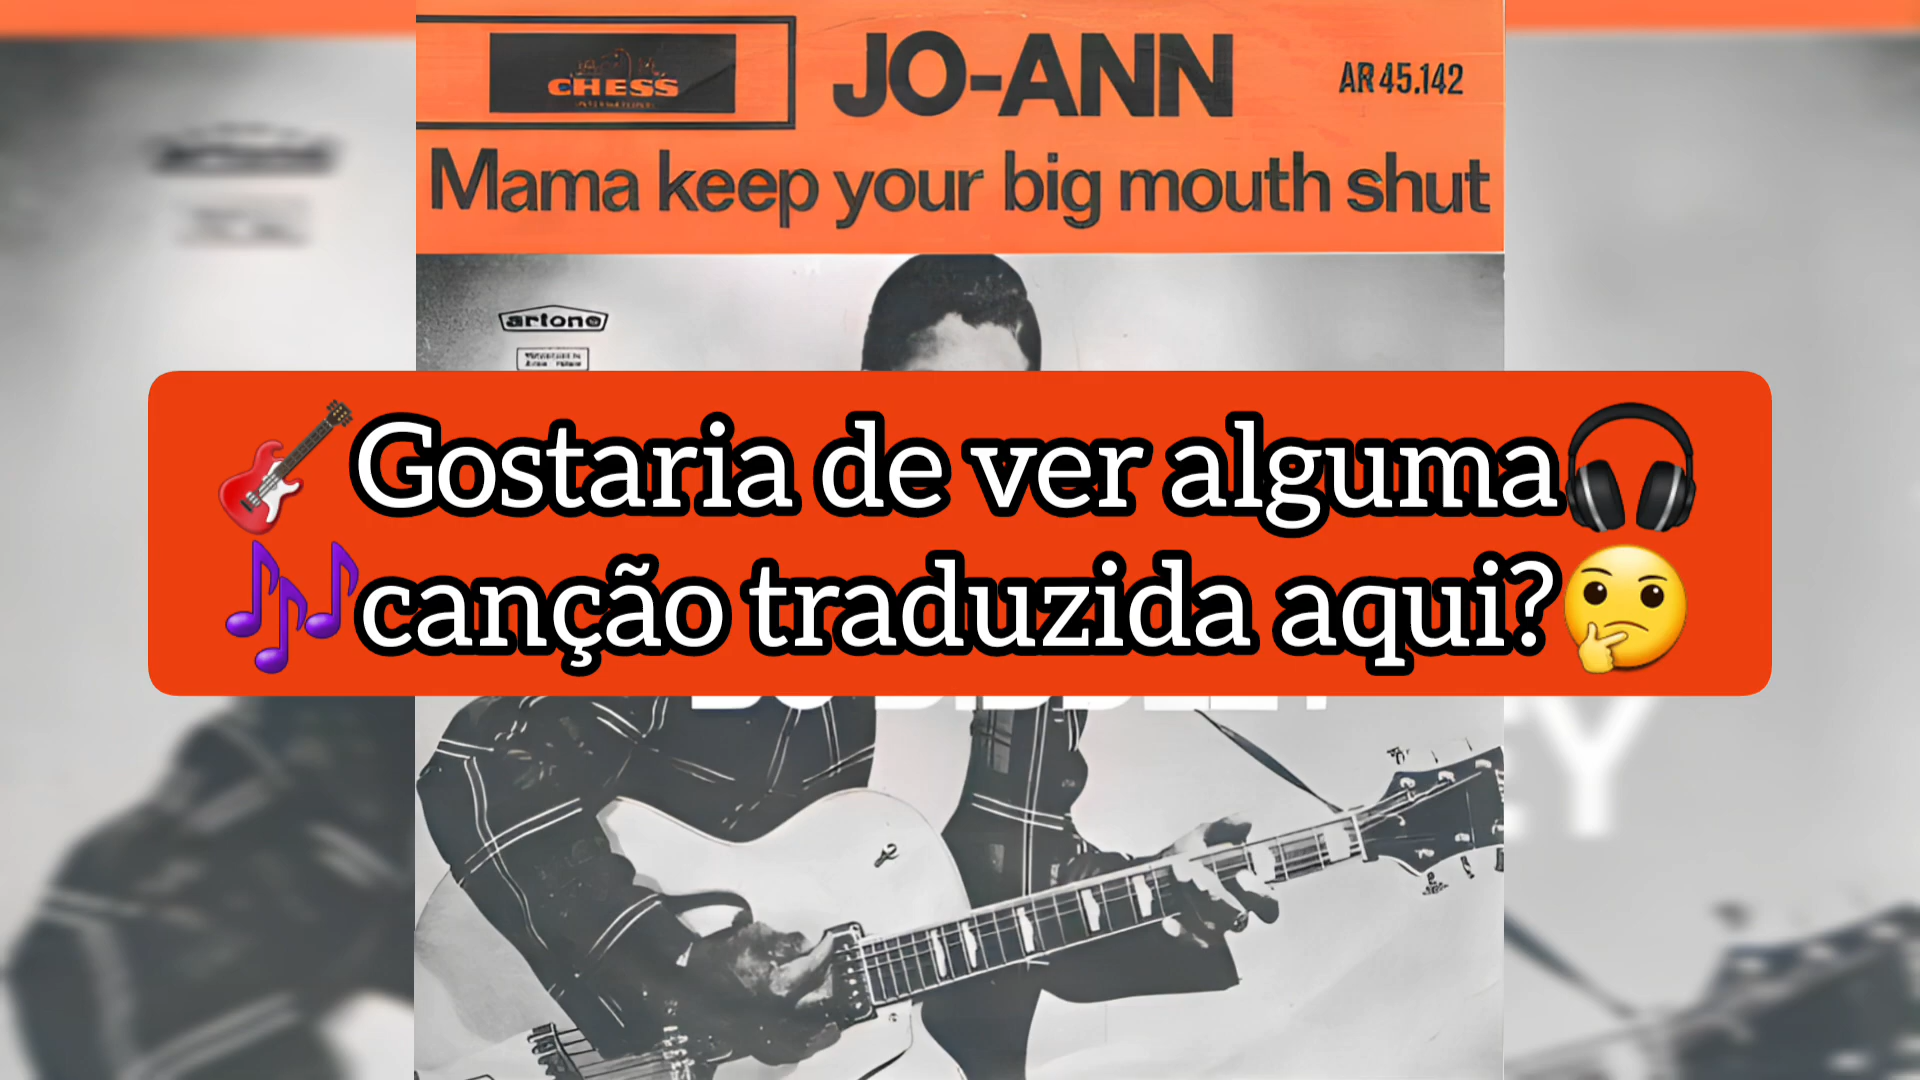 CHESS
JO-ANN
AR 45.142
Mama keep your big mouth shut
artone
Gostaria de ver alguma
canção traduzida aqui?